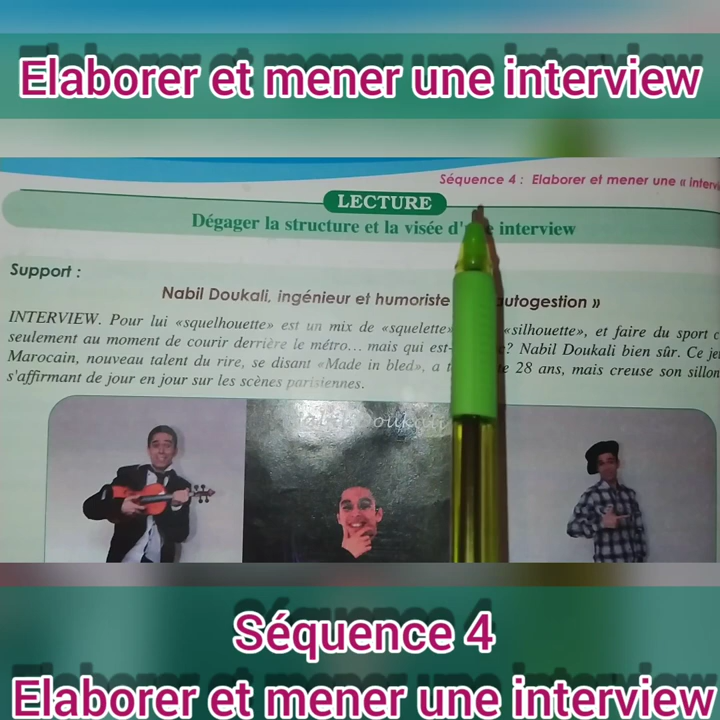 Elaborer et mener une interview
Séquence 4 : Elaborer et mener une « interv
LECTURE
Dégager la structure et la visée interview
Support :
Nabil Doukali, ingénieur et humoriste autogestion »
INTERVIEW. Pour lui «squelhouette» est un mix de «squelette» «silhouette», et faire du sport c
seulement au moment de courir derrière le métro... mais qui ? Nabil Doukali bien sûr. Ce je
Marocain, nouveau talent du rire, se disant «Made in bled», a 28 ans, mais creuse son sillon
s'affirmant de jour en jour sur les scènes parisiennes.
Doukali
Séquence 4
Elaborer et mener une interview